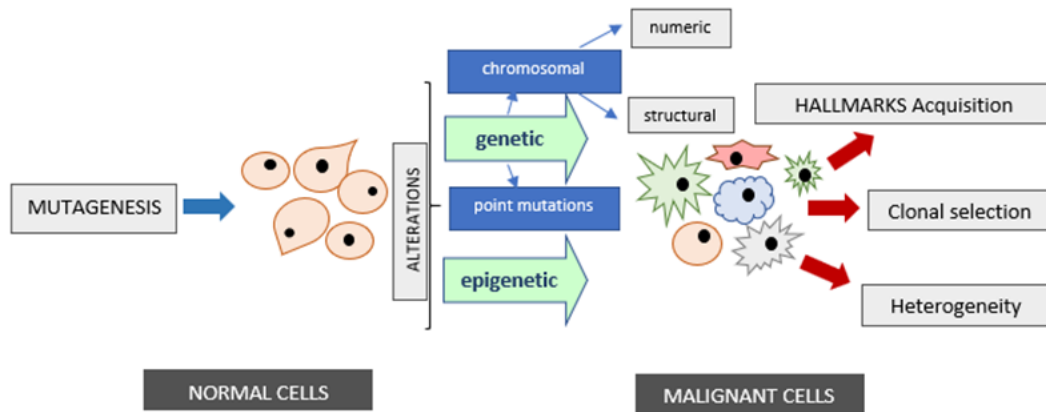 numeric
chromosomal
structural
HALLMARKS Acquisition
genetic
MUTAGENESIS
ALTERATIONS
point mutations
Clonal selection
epigenetic
Heterogeneity
NORMAL CELLS
MALIGNANT CELLS